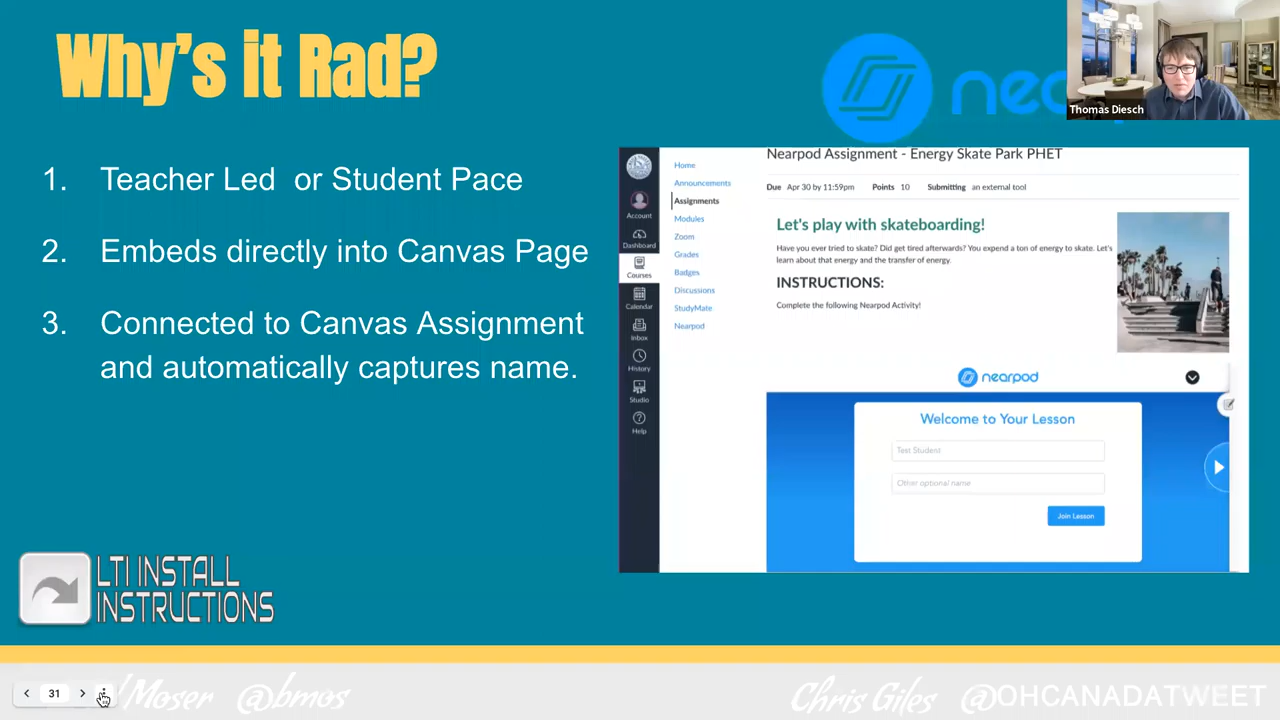 Why's it Rad?
Thomas Diesch
1. Teacher Led or Student Pace
2. Embeds directly into Canvas Page
3. Connected to Canvas Assignment
and automatically captures name.
Account
Dashboard
Courses
Calendar
Inbox
History
Studio
Help
Home
Announcements
Assignments
Modules
Zoom
Grades
Badges
Discussions
StudyMate
Nearpod
Nearpod Assignment - Energy Skate Park PHET
Due Apr 30 by 11:59pm Points 10 Submitting an external tool
Let's play with skateboarding!
Have you ever tried to skate? Did get tired afterwards? You expend a ton of energy to skate. Let's
learn about that energy and the transfer of energy.
INSTRUCTIONS:
Complete the following Nearpod Activity!
nearpod
Welcome to Your Lesson
Test Student
Other optional name
Join Lesson
LTI INSTALL
INSTRUCTIONS
31
Moser @bmos
Chris Giles @OHCANADATWEET